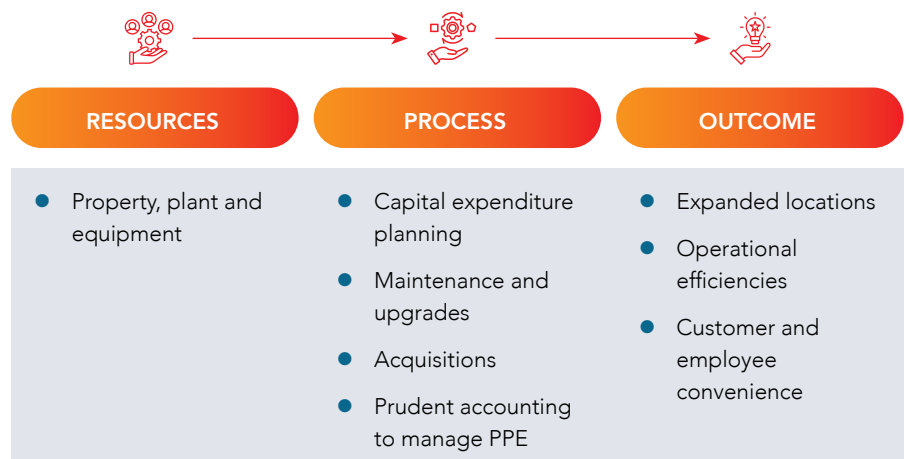 RESOURCES
PROCESS
OUTCOME
Property, plant and
equipment
Capital expenditure
planning
Maintenance and
upgrades
Acquisitions
Prudent accounting
to manage PPE
Expanded locations
Operational
efficiencies
Customer and
employee
convenience